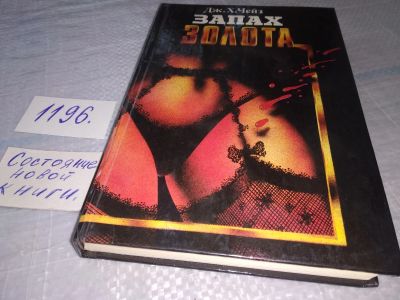 Дж.Х.Чейз
ЗАПАХ
ЗОЛОТА
1196.
Состояние
новой
книги.